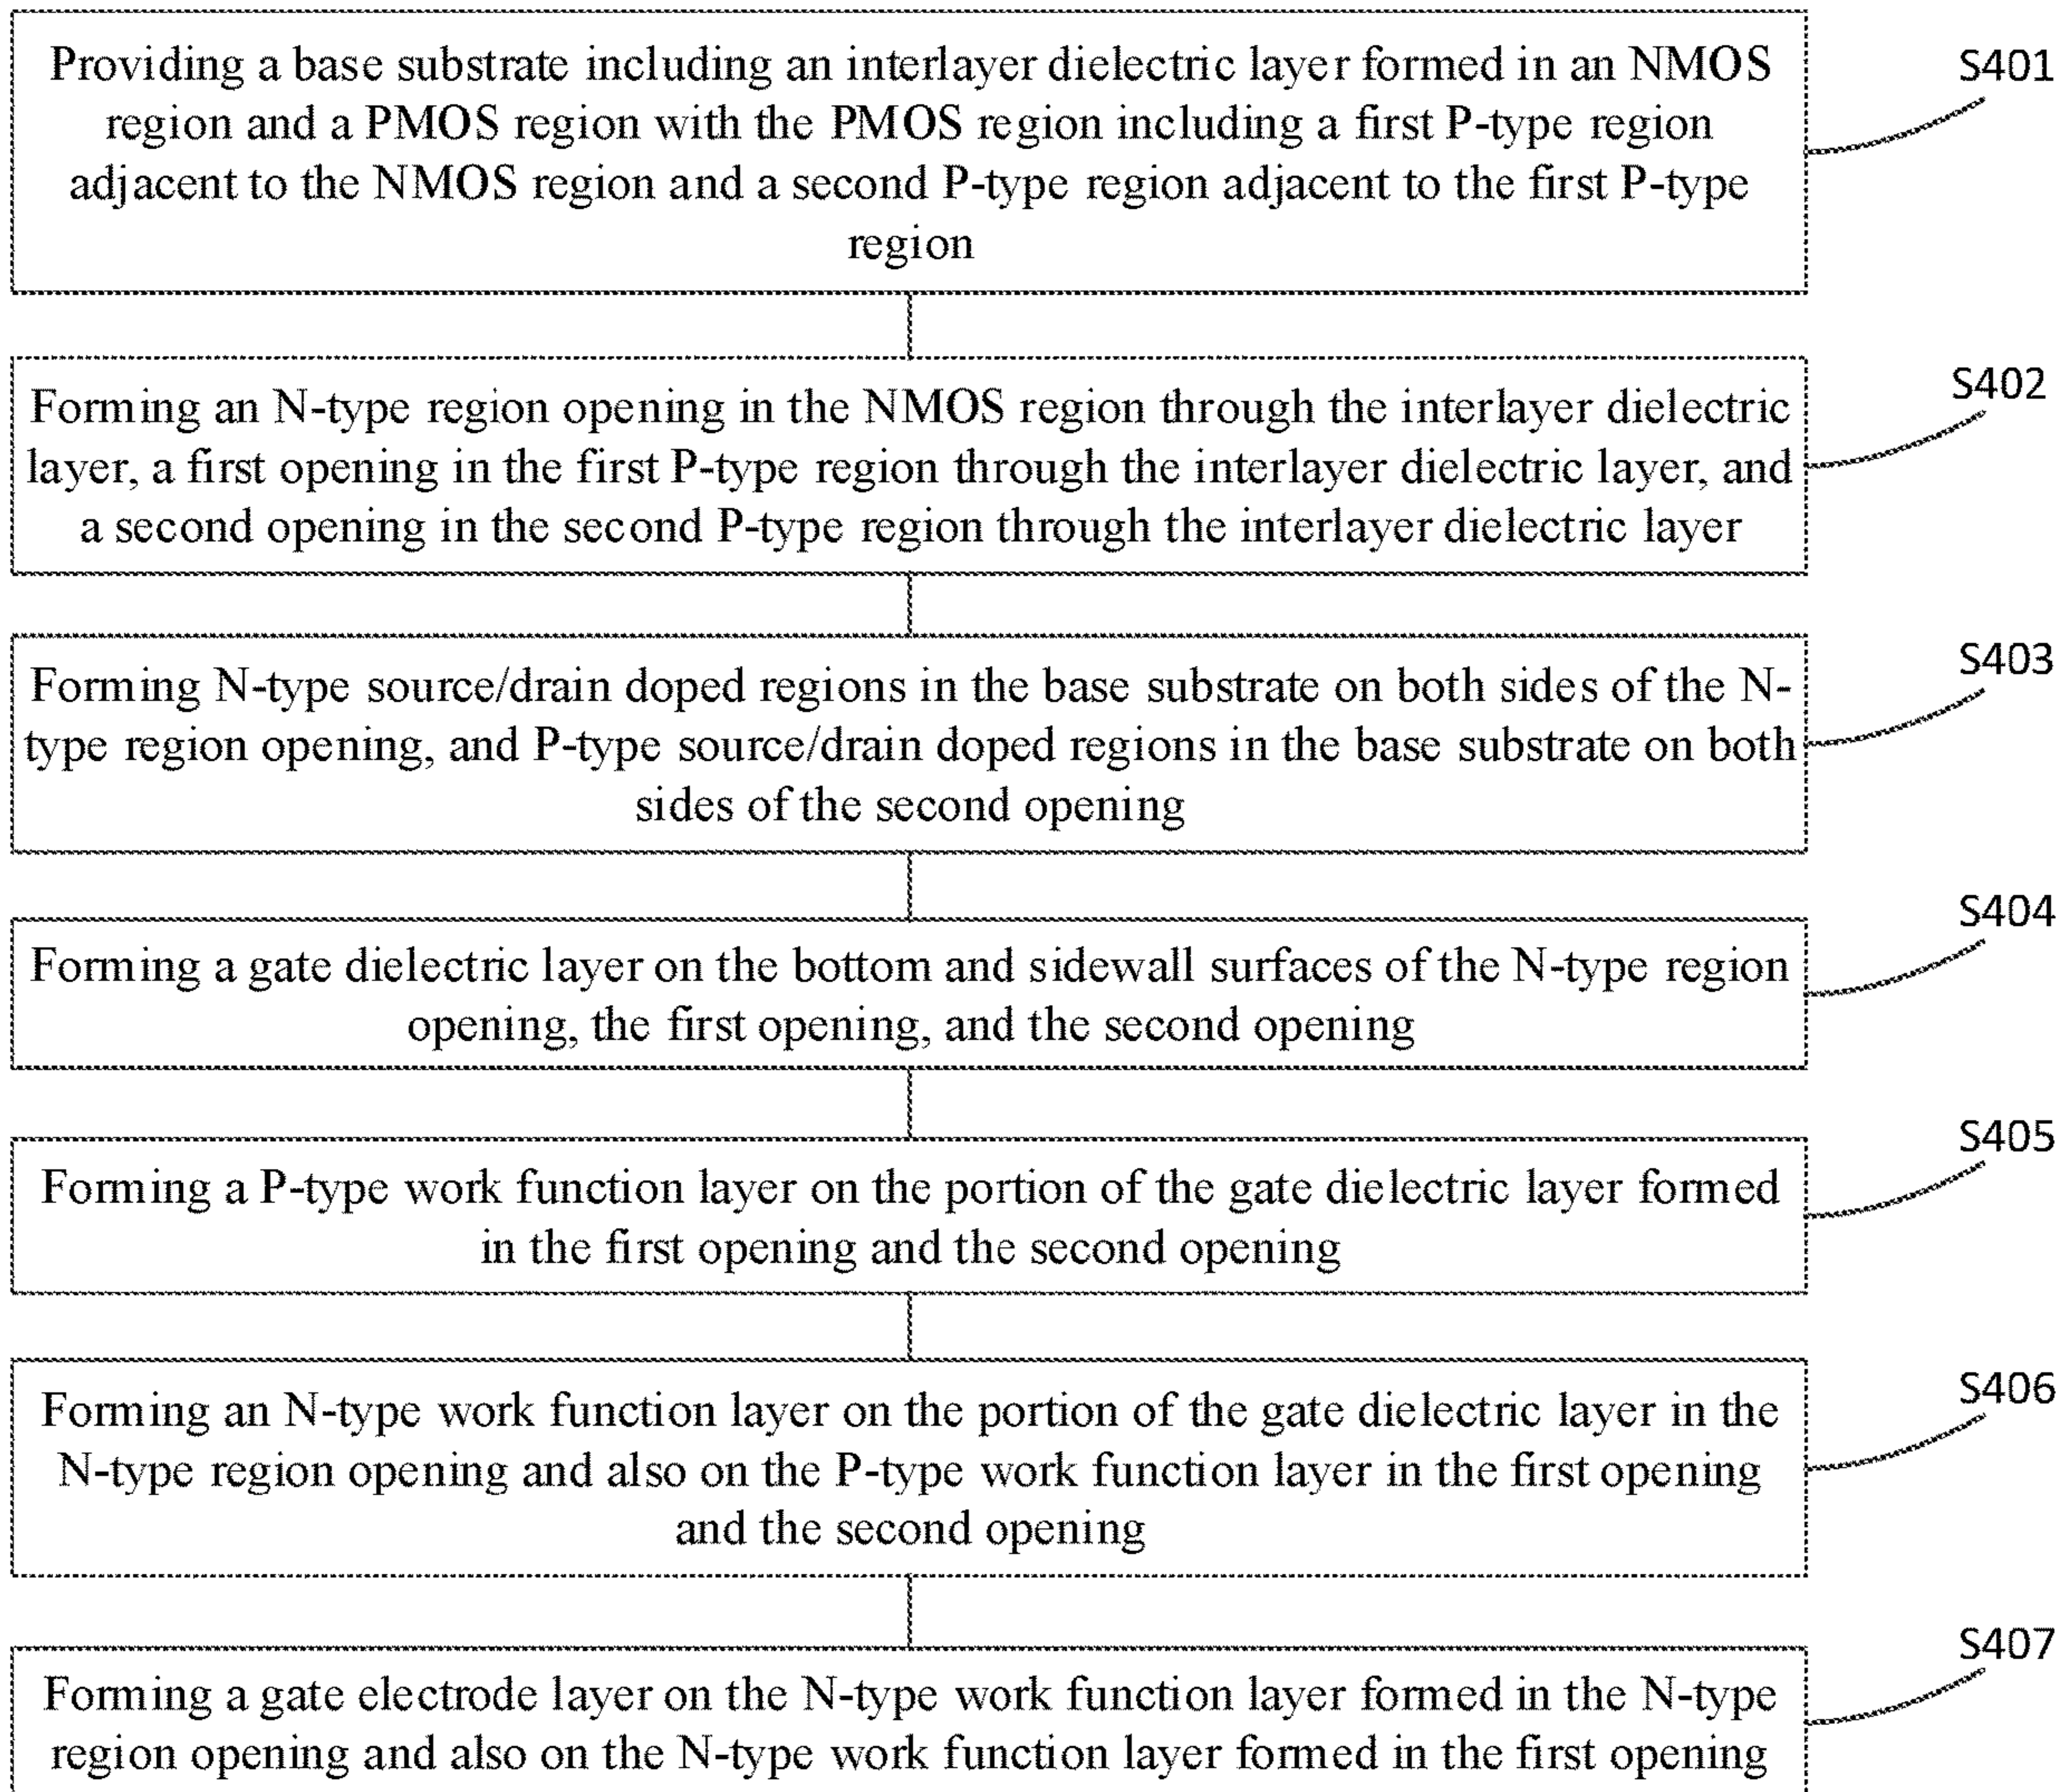 Providing a base substrate including an interlayer dielectric layer formed in an NMOS
region and a PMOS region with the PMOS region including a first P-type region
adjacent to the NMOS region and a second P-type region adjacent to the first P-type
region
S401
Forming an N-type region opening in the NMOS region through the interlayer dielectric
layer, a first opening in the first P-type region through the interlayer dielectric layer, and
a second opening in the second P-type region through the interlayer dielectric layer
S402
Forming N-type source/drain doped regions in the base substrate on both sides of the N-
type region opening, and P-type source/drain doped regions in the base substrate on both
sides of the second opening
S403
Forming a gate dielectric layer on the bottom and sidewall surfaces of the N-type region
opening, the first opening, and the second opening
S404
Forming a P-type work function layer on the portion of the gate dielectric layer formed
in the first opening and the second opening
S405
Forming an N-type work function layer on the portion of the gate dielectric layer in the
N-type region opening and also on the P-type work function layer in the first opening
and the second opening
S406
Forming a gate electrode layer on the N-type work function layer formed in the N-type
region opening and also on the N-type work function layer formed in the first opening
S407